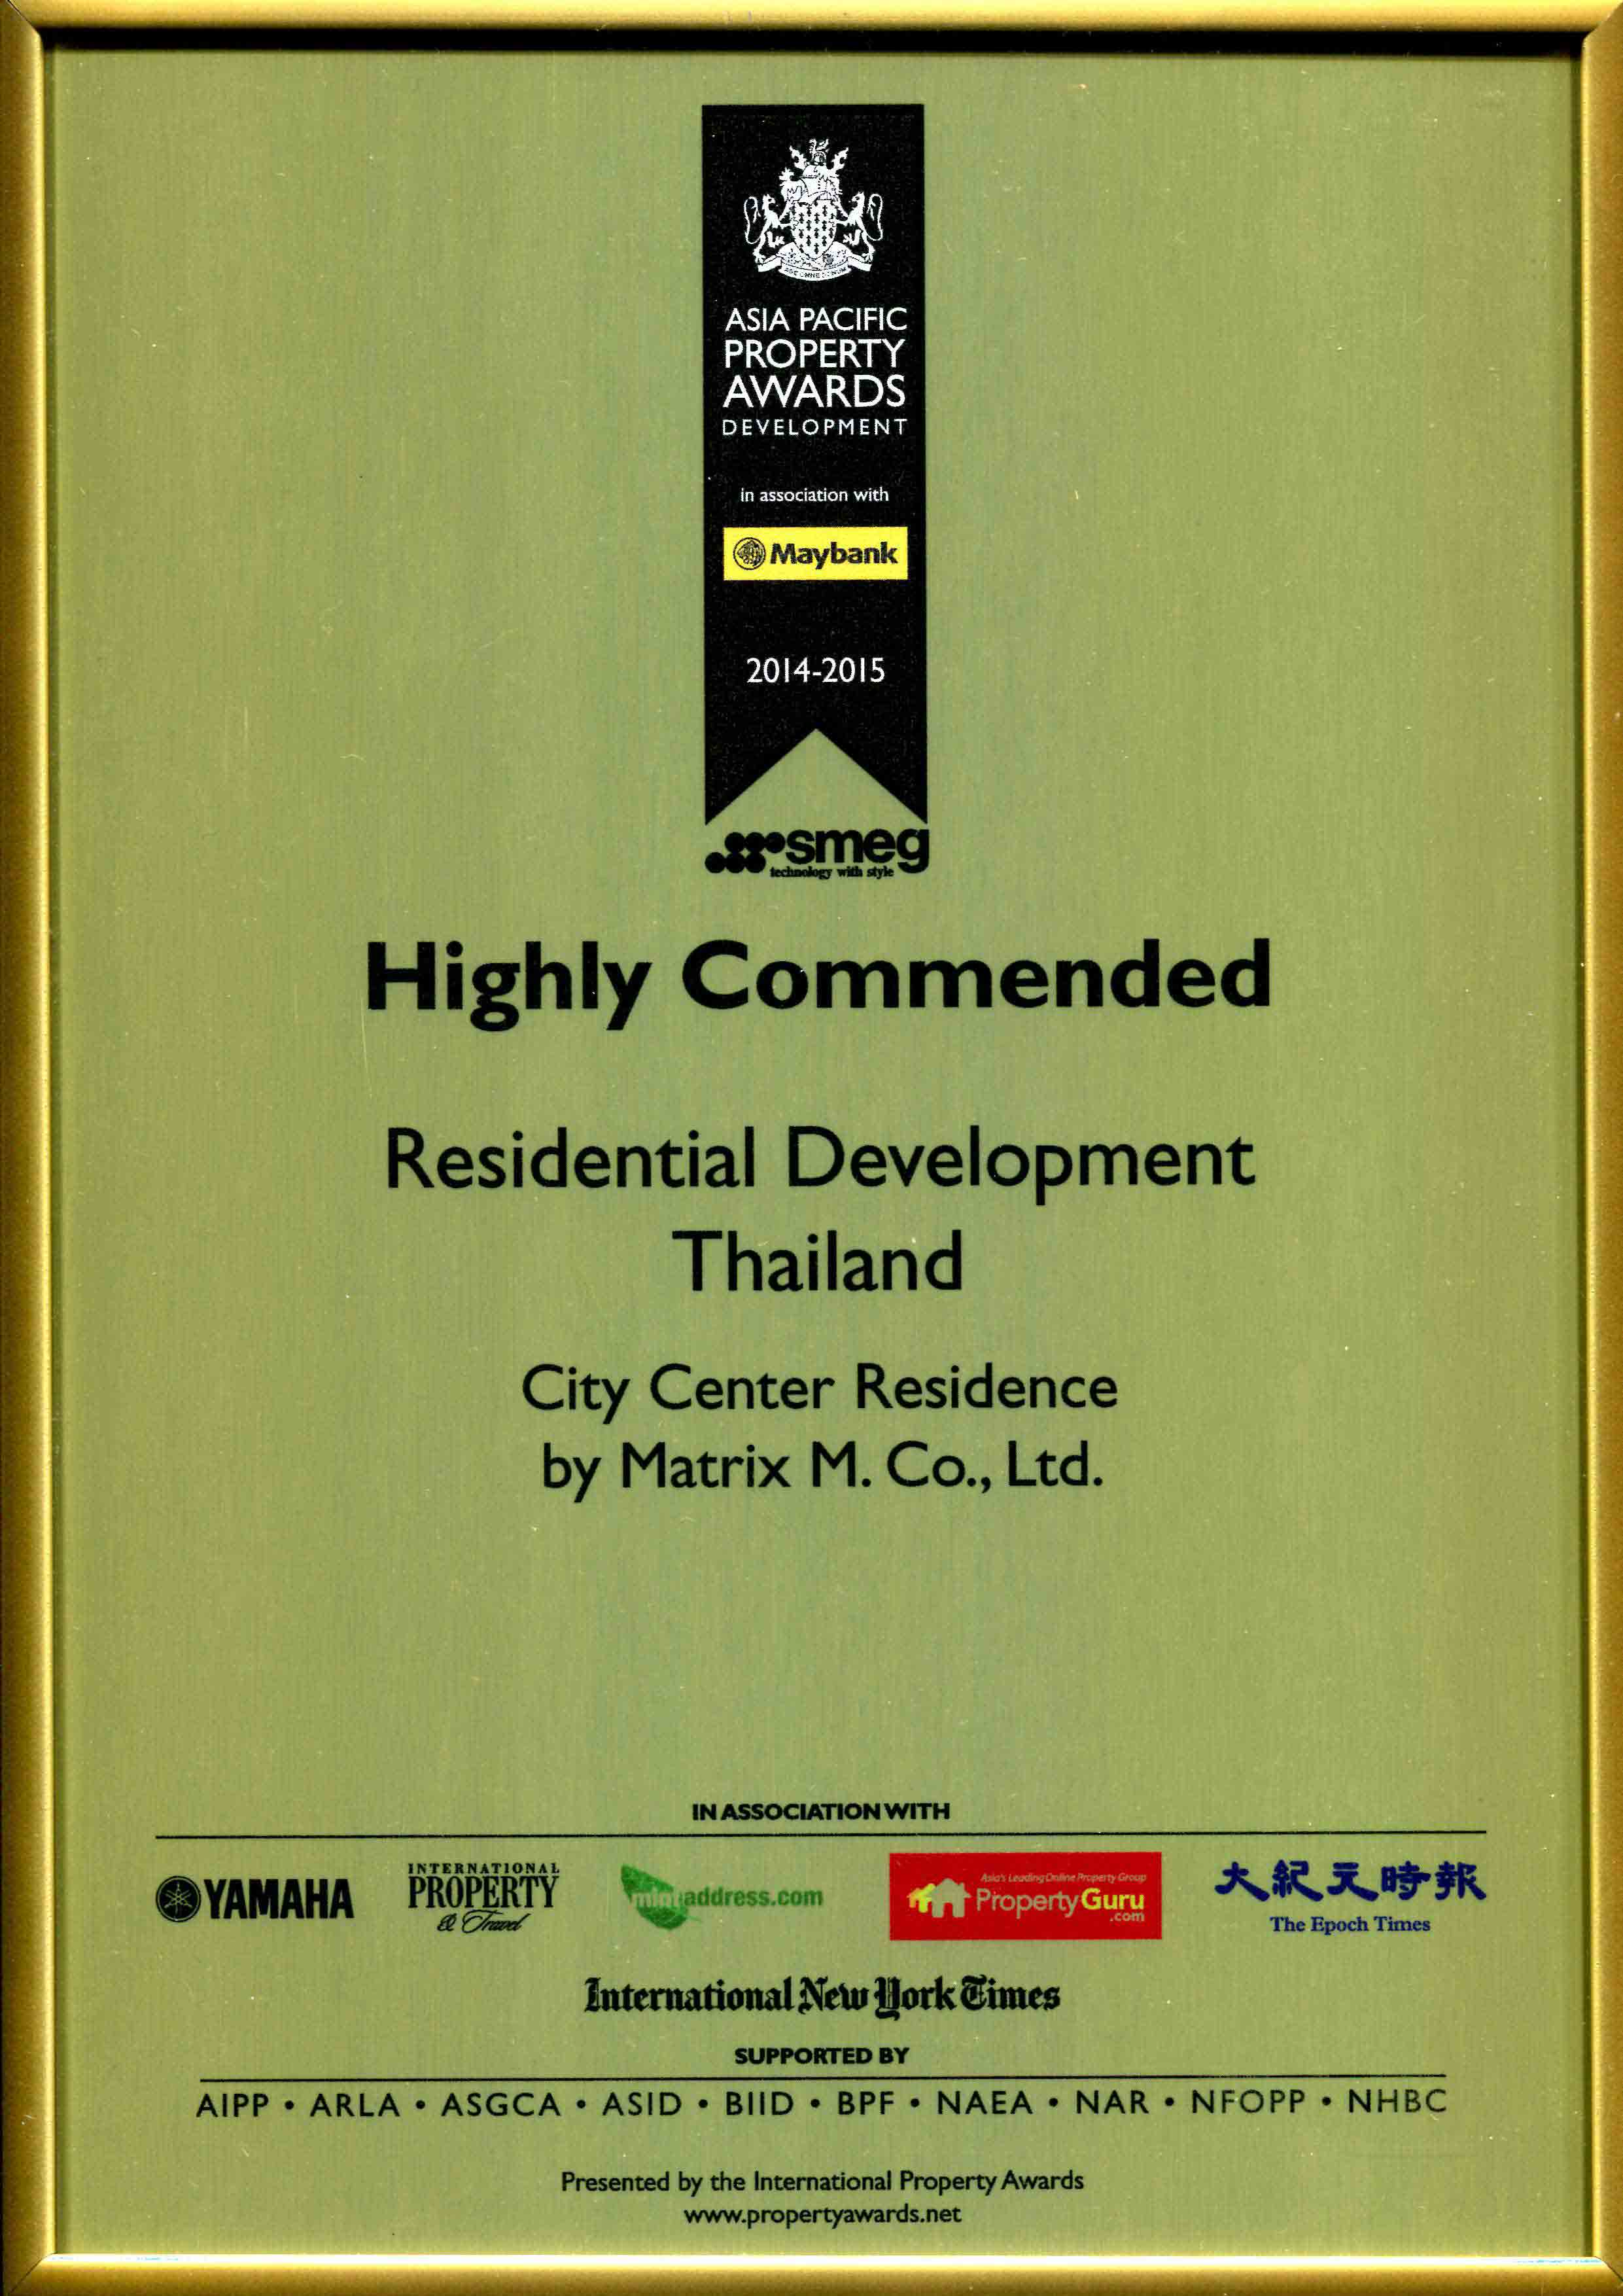 ASIA PACIFIC
PROPERTY
AWARDS
DEVELOPMENT
in association with
Maybank
2014-2015
smeg
technology with style
Highly Commended
Residential Development
Thailand
City Center Residence
by Matrix M. Co., Ltd.
IN ASSOCIATION WITH
YAMAHA
INTERNATIONAL
PROPERTY
& Travel
address.com
Asia's Leading Online Property Group
PropertyGuru
.com
大紀元時報
The Epoch Times
International New York Times
SUPPORTED BY
AIPP • ARLA • ASGCA • ASID • BIID • BPF • NAEA • NAR • NFOPP • NHBC
Presented by the International Property Awards
www.propertyawards.net